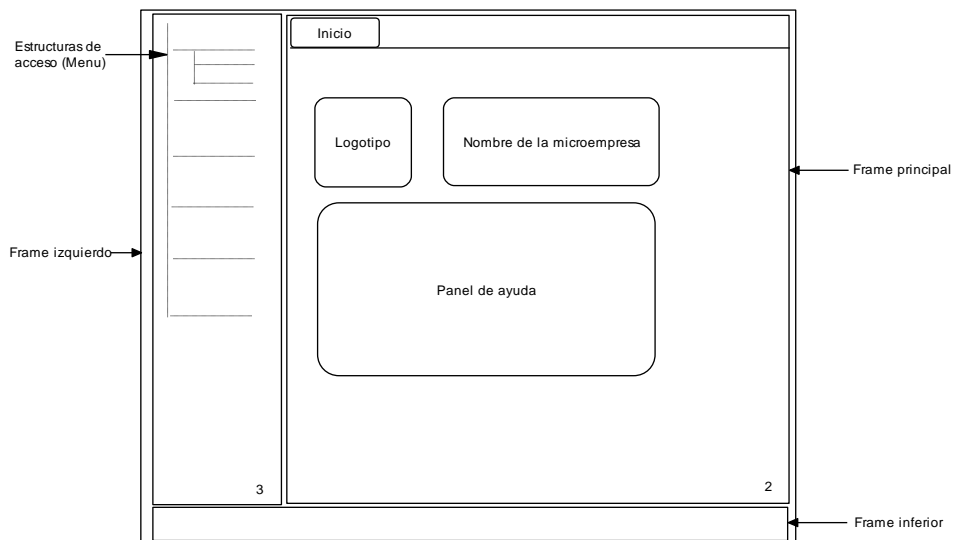 Inicio
Estructuras de
acceso (Menu)
Logotipo
Nombre de la microempresa
Frame principal
Frame izquierdo
Panel de ayuda
3
2
Frame inferior